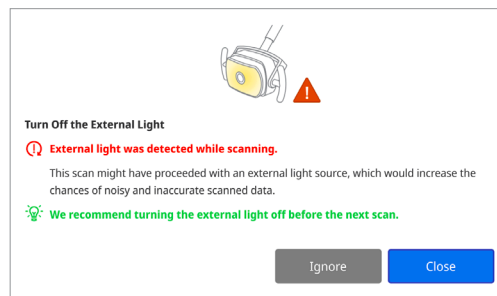 Turn Off the External Light
External light was detected while scanning.
This scan might have proceeded with an external light source, which would increase the
chances of noisy and inaccurate scanned data.
We recommend turning the external light off before the next scan.
Ignore
Close